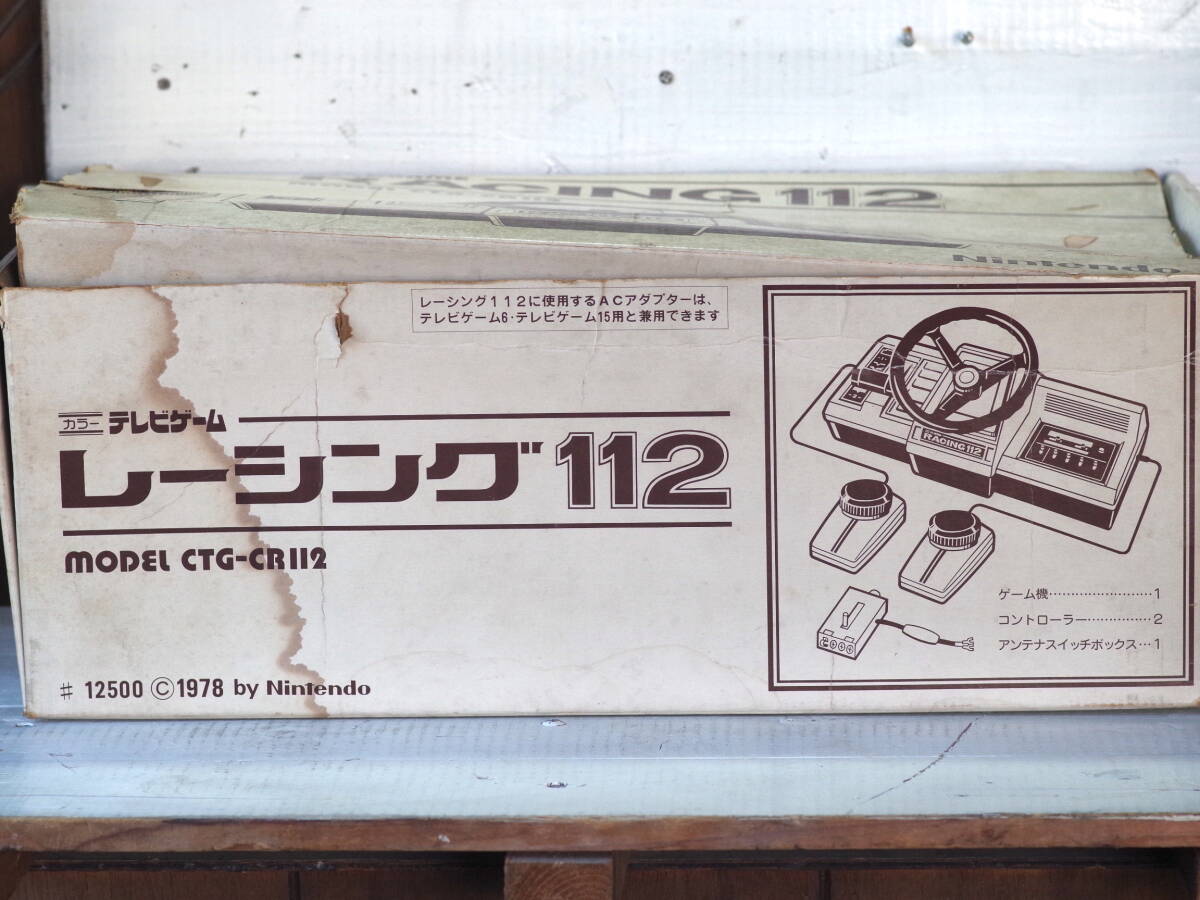 RACING 112
Nintendo
レーシング112に使用するACアダプターは、
テレビゲーム6・テレビゲーム15用と兼用できます
カラー テレビゲーム
レーシング112
MODEL CTG-CR112
# 12500 ©1978 by Nintendo
RACING 112
ゲーム機……………………1
コントローラー……………2
アンテナスイッチボックス…1